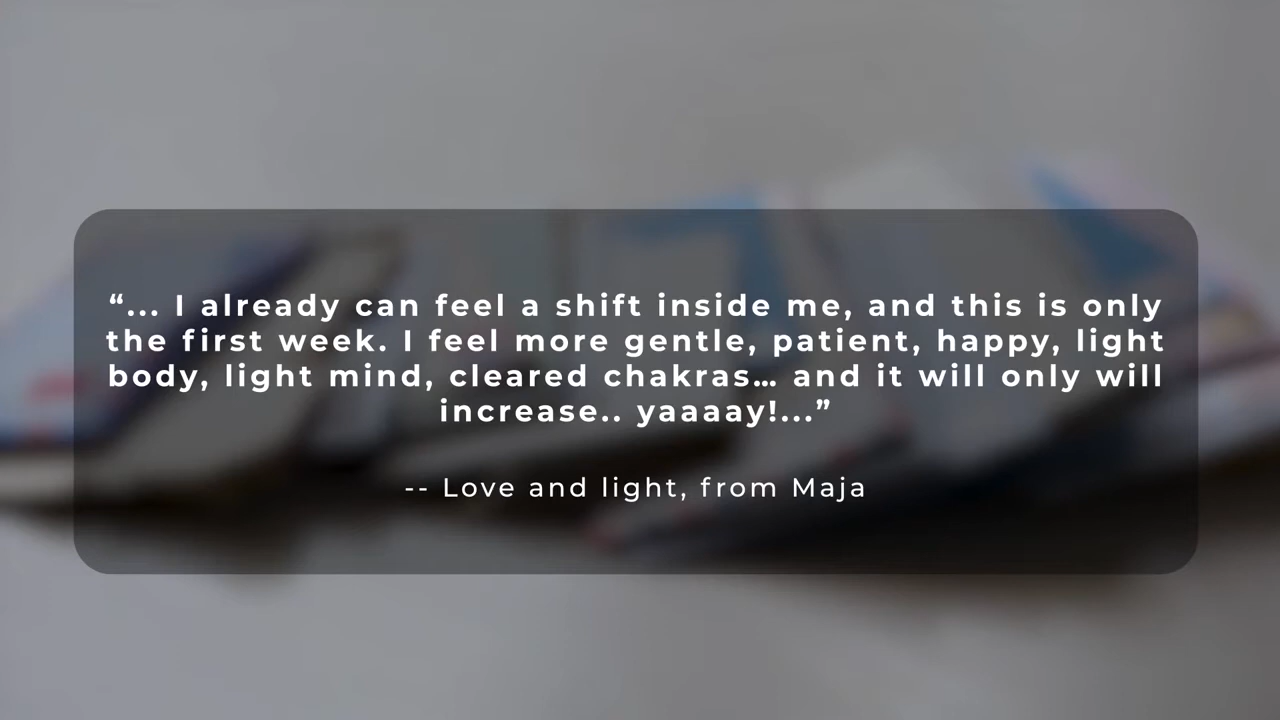 “... I already can feel a shift inside me, and this is only
the first week. I feel more gentle, patient, happy, light
body, light mind, cleared chakras… and it will only will
increase.. yaaaay!...”
-- Love and light, from Maja